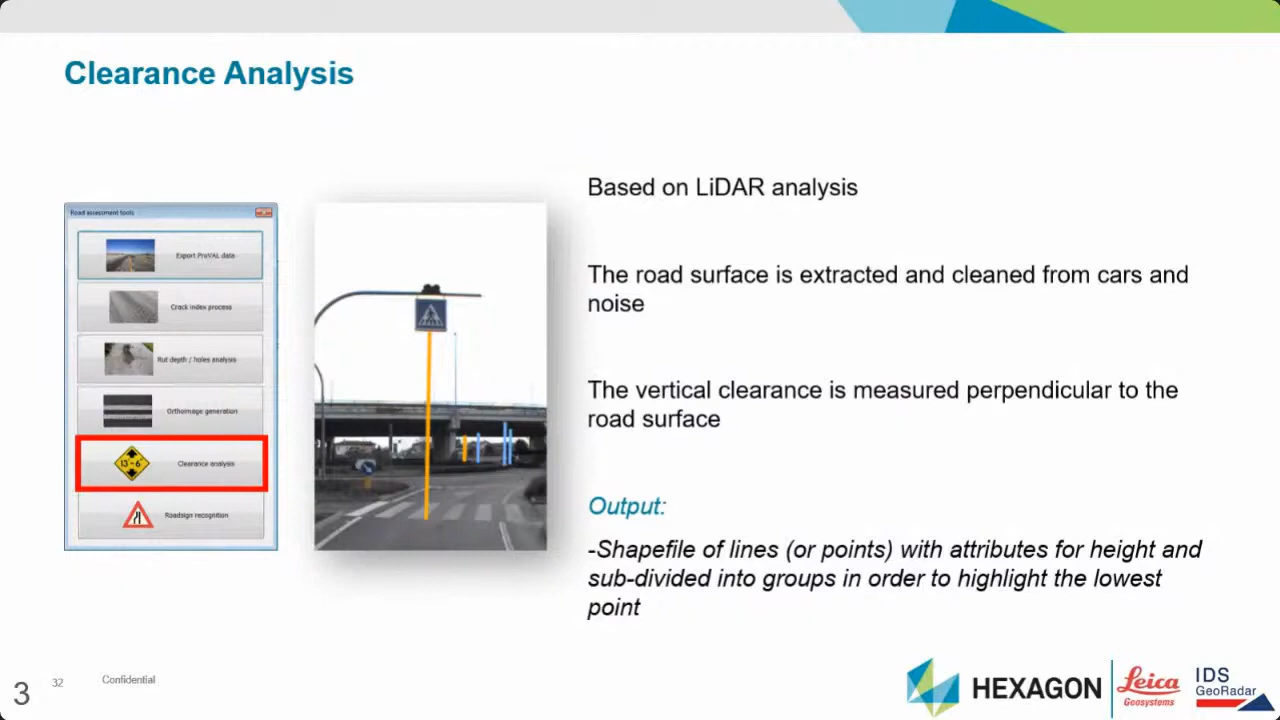 Clearance Analysis
Road assessment tools
Export ProVAL data
Crack index process
Rut depth / holes analysis
Orthoimage generation
13'-6"
Clearance analysis
Roadsign recognition
Based on LiDAR analysis
The road surface is extracted and cleaned from cars and
noise
The vertical clearance is measured perpendicular to the
road surface
Output:
-Shapefile of lines (or points) with attributes for height and
sub-divided into groups in order to highlight the lowest
point
3
32
Confidential
HEXAGON
Leica
Geosystems
IDS
GeoRadar